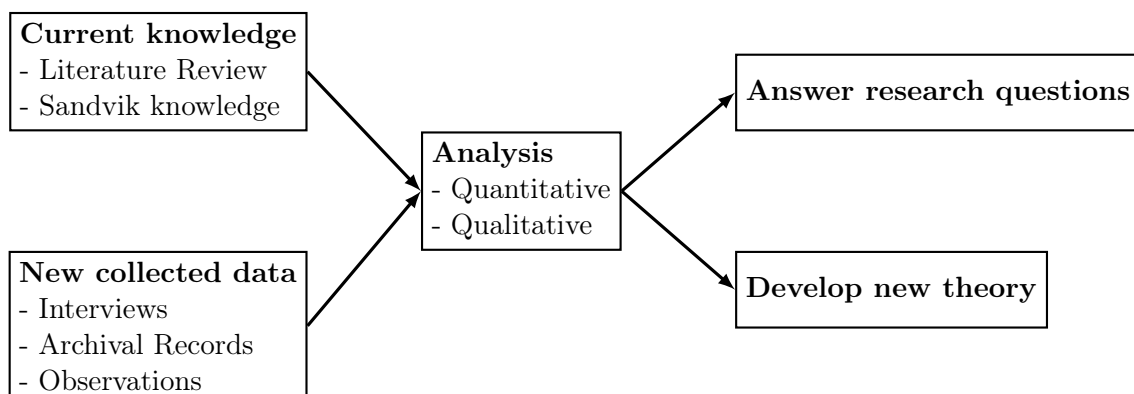 Current knowledge
- Literature Review
- Sandvik knowledge
New collected data
- Interviews
- Archival Records
- Observations
Analysis
- Quantitative
- Qualitative
Answer research questions
Develop new theory